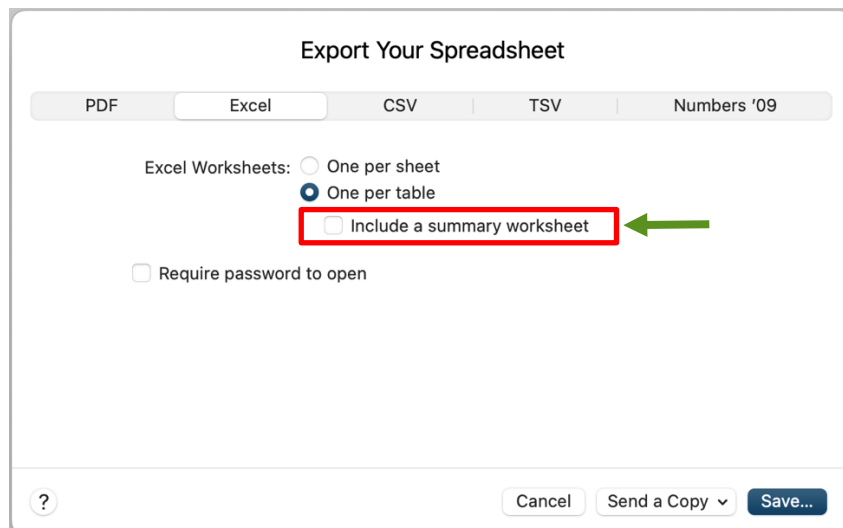 Export Your Spreadsheet
PDF Excel CSV TSV Numbers '09
Excel Worksheets: One per sheet
One per table
Include a summary worksheet
Require password to open
? Cancel Send a Copy Save...